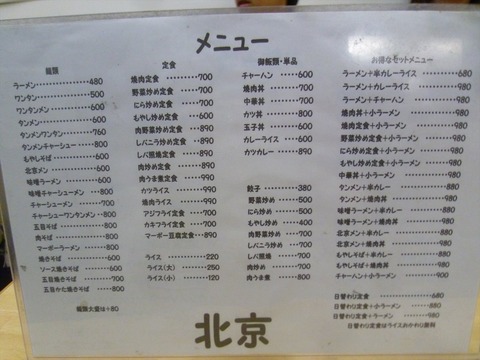 メニュー
麺類
ラーメン 480
ワンタン 500
ワンタンメン 600
タンメン 600
タンメンワンタン 760
タンメンチャーシュー 800
もやしそば 600
北京メン 600
味噌ラーメン 600
味噌チャーシューメン 800
チャーシューメン 700
チャーシューワンタンメン 800
五目そば
肉そば
マーボーラーメン
焼きそば
ソース焼きそば
五目焼きそば
五目かた焼きそば 800
麺類大盛は+80
定食
焼肉定食 700
野菜炒め定食 700
にら炒め定食 700
もやし炒め定食 600
肉野菜炒め定食 890
レバニラ炒め定食 890
レバ照焼定食 890
肉うま煮定食 890
カツライス 990
焼肉ライス 990
アジフライ定食 700
カキフライ定食 700
マーボー豆腐定食 890
ライス 220
ライス(大) 250
ライス(小) 120
御飯類・単品
チャーハン 600
焼肉丼 700
中華丼 700
カツ丼 800
玉子丼 600
カレーライス 600
カツカレー 890
餃子 380
野菜炒め 500
にら炒め 500
もやし炒め 400
肉野菜炒め 700
レバニラ炒め 700
レバ照焼 700
肉炒め 700
肉うま煮 800
お得なセットメニュー
ラーメン+半カレーライス 680
ラーメン+カレーライス 980
ラーメン+チャーハン 980
焼肉丼+小ラーメン 980
焼肉定食+小ラーメン 980
野菜炒め定食+小ラーメン 980
にら炒め定食+小ラーメン 980
もやし炒め定食+小ラーメン
中華丼+小ラーメン 980
タンメン+半カレー
タンメン+焼肉丼 980
味噌ラーメン+半カレー
味噌ラーメン+焼肉丼 980
北京メン+半カレー
北京メン+焼肉丼 980
もやしそば+半カレー
もやしそば+焼肉丼 980
チャーハン+小ラーメン 900
日替わり定食 680
日替わり定食+小ラーメン 880
日替わり定食+ラーメン 980
日替わり定食はライスおかわり無料
北京